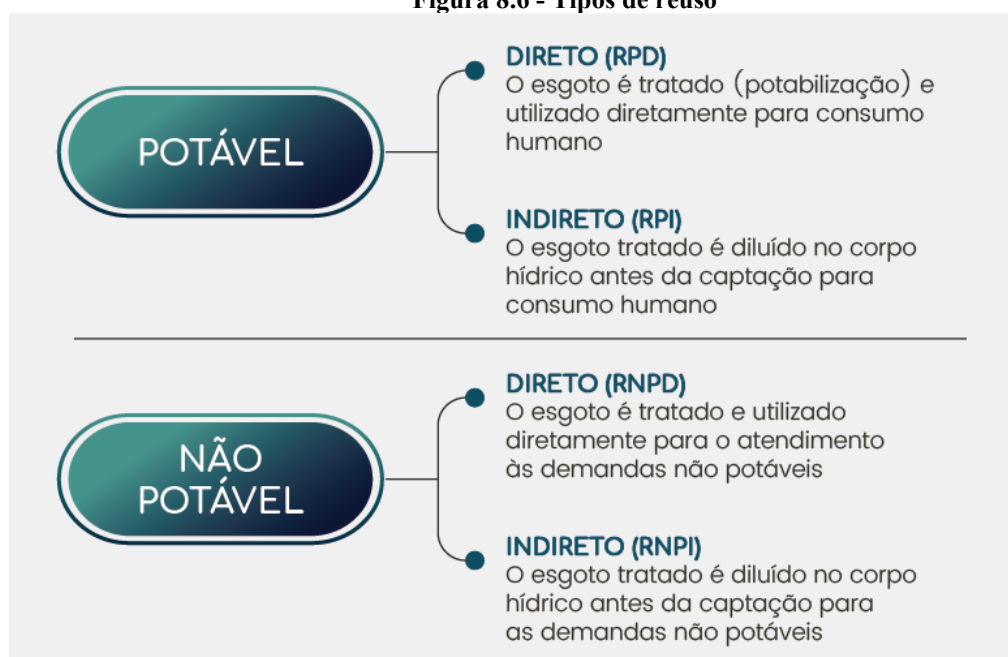 Figura 8.6 - Tipos de reuso
POTÁVEL
DIRETO (RPD)
O esgoto é tratado (potabilização) e
utilizado diretamente para consumo
humano
INDIRETO (RPI)
O esgoto tratado é diluído no corpo
hídrico antes da captação para
consumo humano
NÃO
POTÁVEL
DIRETO (RNPD)
O esgoto é tratado e utilizado
diretamente para o atendimento
às demandas não potáveis
INDIRETO (RNPI)
O esgoto tratado é diluído no corpo
hídrico antes da captação para
as demandas não potáveis